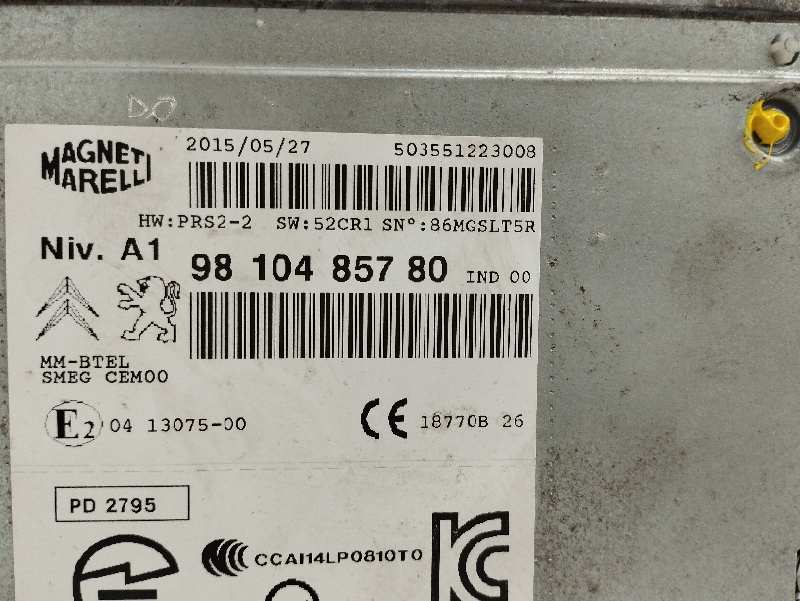 DO
MAGNETI MARELLI
2015/05/27 503551223008
HW:PRS2-2 SW:52CR1 SN°:86MGSLT5R
Niv. A1
98 104 857 80 IND 00
MM-BTEL
SMEG CEM00
E2 04 13075-00
CE 18770B 26
PD 2795
CCAI14LP0810T0